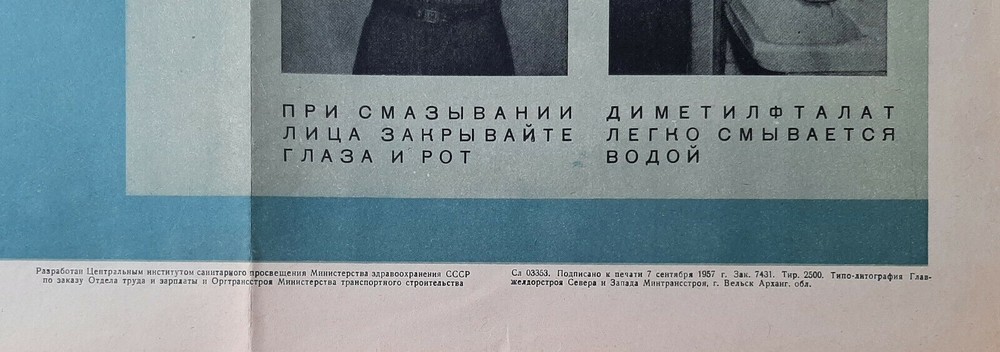 ПРИ СМАЗЫВАНИИ
ЛИЦА ЗАКРЫВАЙТЕ
ГЛАЗА И РОТ
ДИМЕТИЛФТАЛАТ
ЛЕГКО СМЫВАЕТСЯ
ВОДОЙ
Разработан Центральным институтом санитарного просвещения Министерства здравоохранения СССР
по заказу Отдела труда и зарплаты и Оргтрансстроя Министерства транспортного строительства
Сл 03353. Подписано к печати 7 сентября 1957 г. Зак. 7431. Тир. 2500. Типо-литография Глав-
желдорстроя Севера и Запада Минтрансстроя, г. Вельск Арханг. обл.